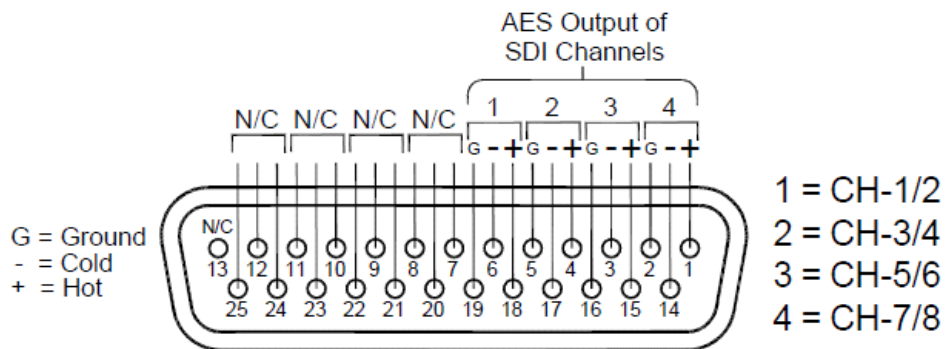 AES Output of
SDI Channels
N/C N/C N/C N/C 1 2 3 4
G - + G - + G - + G - +
1 = CH-1/2
2 = CH-3/4
3 = CH-5/6
4 = CH-7/8
G = Ground
- = Cold
+ = Hot
N/C
13 12 11 10 9 8 7 6 5 4 3 2 1
25 24 23 22 21 20 19 18 17 16 15 14